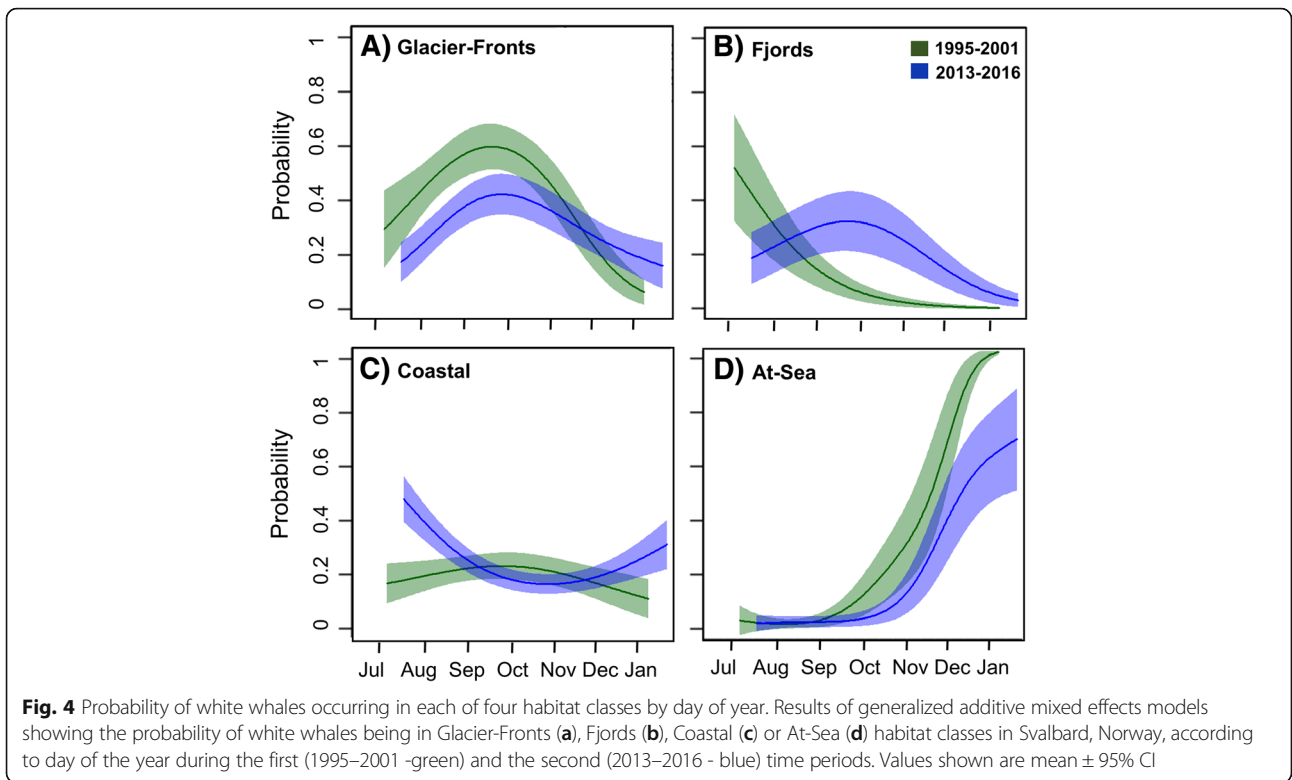 A) Glacier-Fronts
B) Fjords
1995-2001
2013-2016
Probability
0 0.2 0.4 0.6 0.8 1
C) Coastal
D) At-Sea
Probability
0 0.2 0.4 0.6 0.8 1
Jul Aug Sep Oct Nov Dec Jan
Jul Aug Sep Oct Nov Dec Jan
Fig. 4 Probability of white whales occurring in each of four habitat classes by day of year. Results of generalized additive mixed effects models
showing the probability of white whales being in Glacier-Fronts (a), Fjords (b), Coastal (c) or At-Sea (d) habitat classes in Svalbard, Norway, according
to day of the year during the first (1995–2001 -green) and the second (2013–2016 - blue) time periods. Values shown are mean ± 95% CI